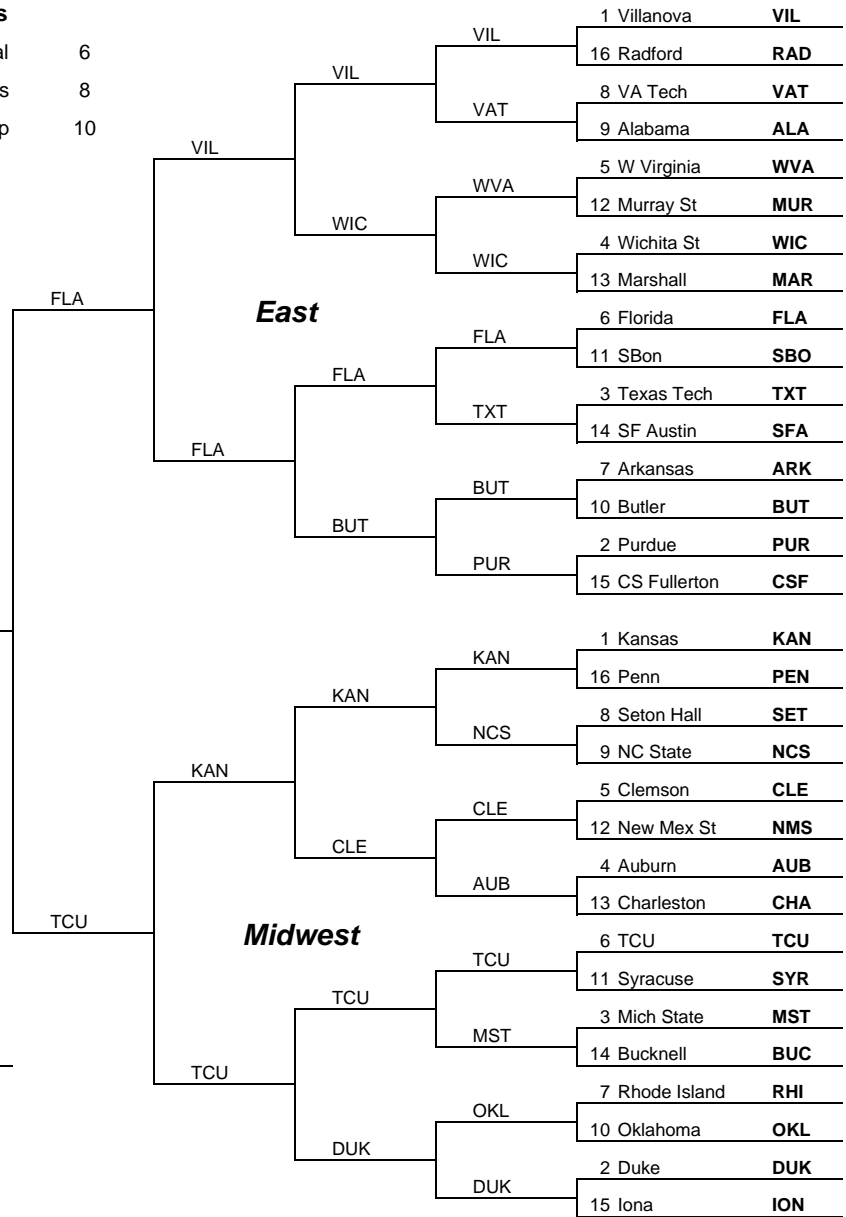 s
al 6
s 8
p 10
1 Villanova VIL
VIL
16 Radford RAD
VIL
8 VA Tech VAT
VAT
9 Alabama ALA
VIL
5 W Virginia WVA
WVA
12 Murray St MUR
WIC
4 Wichita St WIC
WIC
13 Marshall MAR
FLA
East
6 Florida FLA
FLA
11 SBon SBO
FLA
3 Texas Tech TXT
TXT
14 SF Austin SFA
FLA
7 Arkansas ARK
BUT
10 Butler BUT
BUT
2 Purdue PUR
PUR
15 CS Fullerton CSF
1 Kansas KAN
KAN
16 Penn PEN
KAN
8 Seton Hall SET
NCS
9 NC State NCS
KAN
5 Clemson CLE
CLE
12 New Mex St NMS
CLE
4 Auburn AUB
AUB
13 Charleston CHA
TCU
Midwest
6 TCU TCU
TCU
11 Syracuse SYR
TCU
3 Mich State MST
MST
14 Bucknell BUC
TCU
7 Rhode Island RHI
OKL
10 Oklahoma OKL
DUK
2 Duke DUK
DUK
15 Iona ION